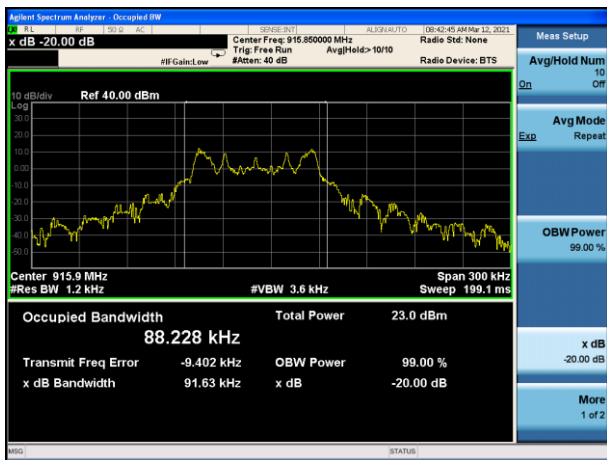 Agilent Spectrum Analyzer - Occupied BW
RL RF 50 Ω AC SENSE:INT ALIGNAUTO 08:42:45 AM Mar 12, 2021
x dB -20.00 dB
Center Freq: 915.850000 MHz
Radio Std: None
Trig: Free Run Avg|Hold:> 10/10
#IFGain:Low #Atten: 40 dB Radio Device: BTS
10 dB/div Ref 40.00 dBm
Log
30.0
20.0
10.0
0.00
-10.0
-20.0
-30.0
-40.0
-50.0
Center 915.9 MHz Span 300 kHz
#Res BW 1.2 kHz #VBW 3.6 kHz Sweep 199.1 ms
Occupied Bandwidth Total Power 23.0 dBm
88.228 kHz
Transmit Freq Error -9.402 kHz OBW Power 99.00 %
x dB Bandwidth 91.63 kHz x dB -20.00 dB
MSG STATUS
Meas Setup
Avg/Hold Num
10
On Off
Avg Mode
Exp Repeat
OBW Power
99.00 %
x dB
-20.00 dB
More
1 of 2